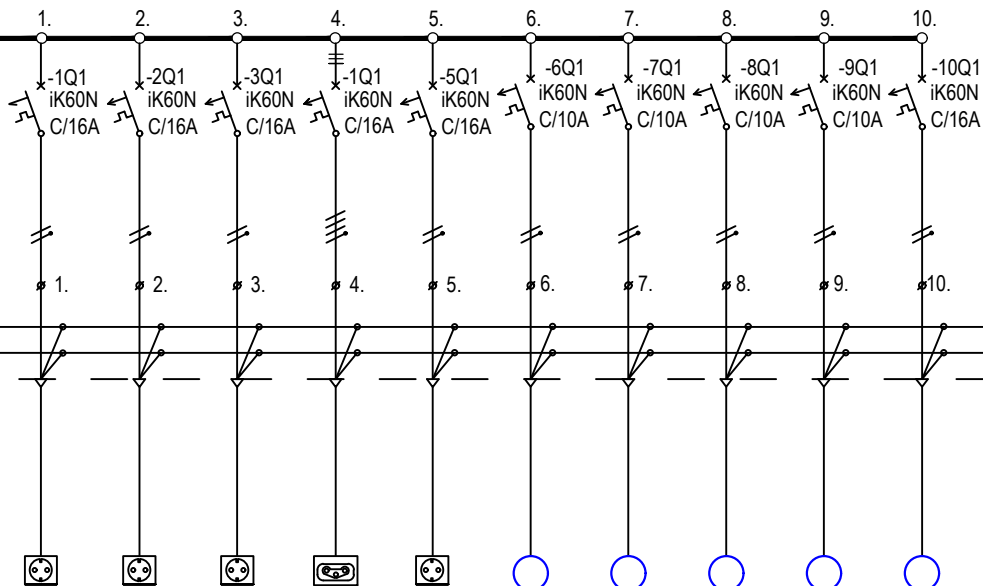 1. 2. 3. 4. 5. 6. 7. 8. 9. 10.
-1Q1 -2Q1 -3Q1 -1Q1 -5Q1 -6Q1 -7Q1 -8Q1 -9Q1 -10Q1
iK60N iK60N iK60N iK60N iK60N iK60N iK60N iK60N iK60N iK60N
C/16A C/16A C/16A C/16A C/16A C/10A C/10A C/10A C/10A C/16A
1. 2. 3. 4. 5. 6. 7. 8. 9. 10.